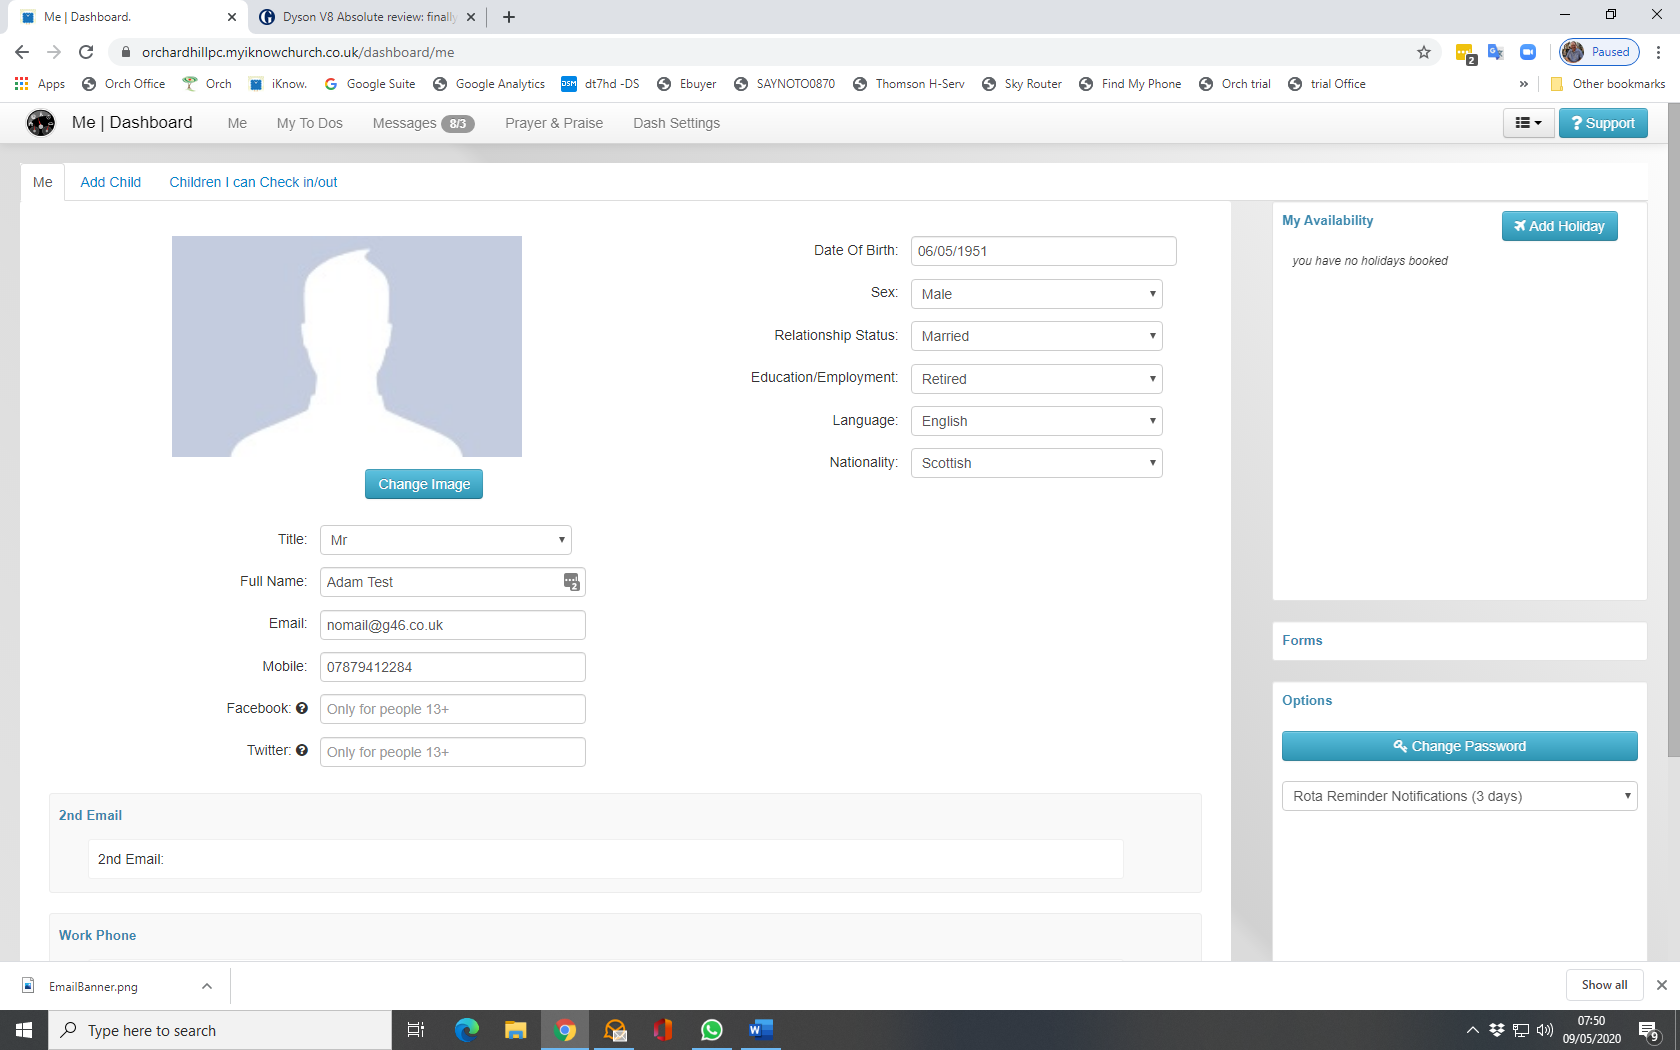 Me | Dashboard.
Dyson V8 Absolute review: finally
orchardhillpc.myiknowchurch.co.uk/dashboard/me
2
Paused
Apps
Orch Office
Orch
iKnow.
Google Suite
Google Analytics
DSM
dt7hd -DS
Ebuyer
SAYNOTO0870
Thomson H-Serv
Sky Router
Find My Phone
Orch trial
trial Office
Other bookmarks
Me | Dashboard
Me
My To Dos
Messages 8/3
Prayer & Praise
Dash Settings
Support
Me
Add Child
Children I can Check in/out
Change Image
Title: Mr
Full Name: Adam Test
2
Email: nomail@g46.co.uk
Mobile: 07879412284
Facebook: Only for people 13+
Twitter: Only for people 13+
Date Of Birth: 06/05/1951
Sex: Male
Relationship Status: Married
Education/Employment: Retired
Language: English
Nationality: Scottish
2nd Email
2nd Email:
Work Phone
My Availability
Add Holiday
you have no holidays booked
Forms
Options
Change Password
Rota Reminder Notifications (3 days)
EmailBanner.png
Show all
Type here to search
W
07:50
09/05/2020
9